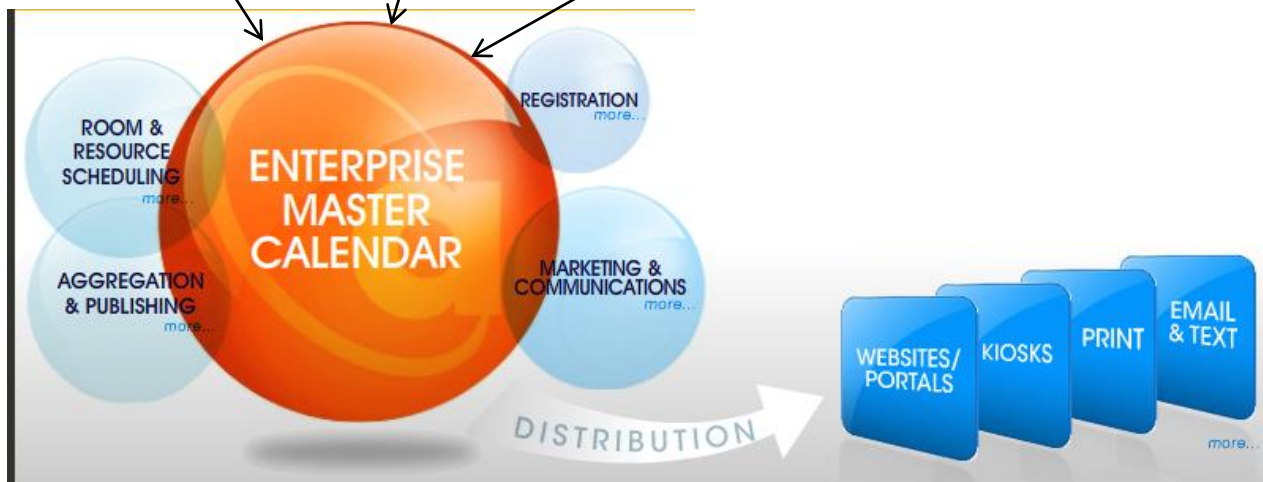 ROOM &
RESOURCE
SCHEDULING
more...
AGGREGATION
& PUBLISHING
more...
ENTERPRISE
MASTER
CALENDAR
REGISTRATION
more...
MARKETING &
COMMUNICATIONS
more...
DISTRIBUTION
WEBSITES/
PORTALS
KIOSKS
PRINT
EMAIL
& TEXT
more...